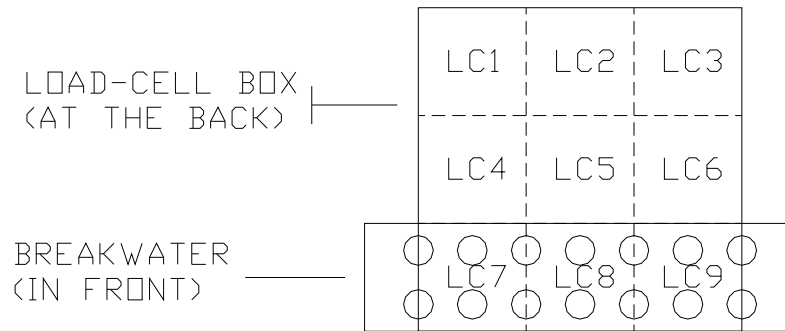 LC1 LC2 LC3
LOAD-CELL BOX
(AT THE BACK)
LC4 LC5 LC6
BREAKWATER
(IN FRONT)
LC7 LC8 LC9